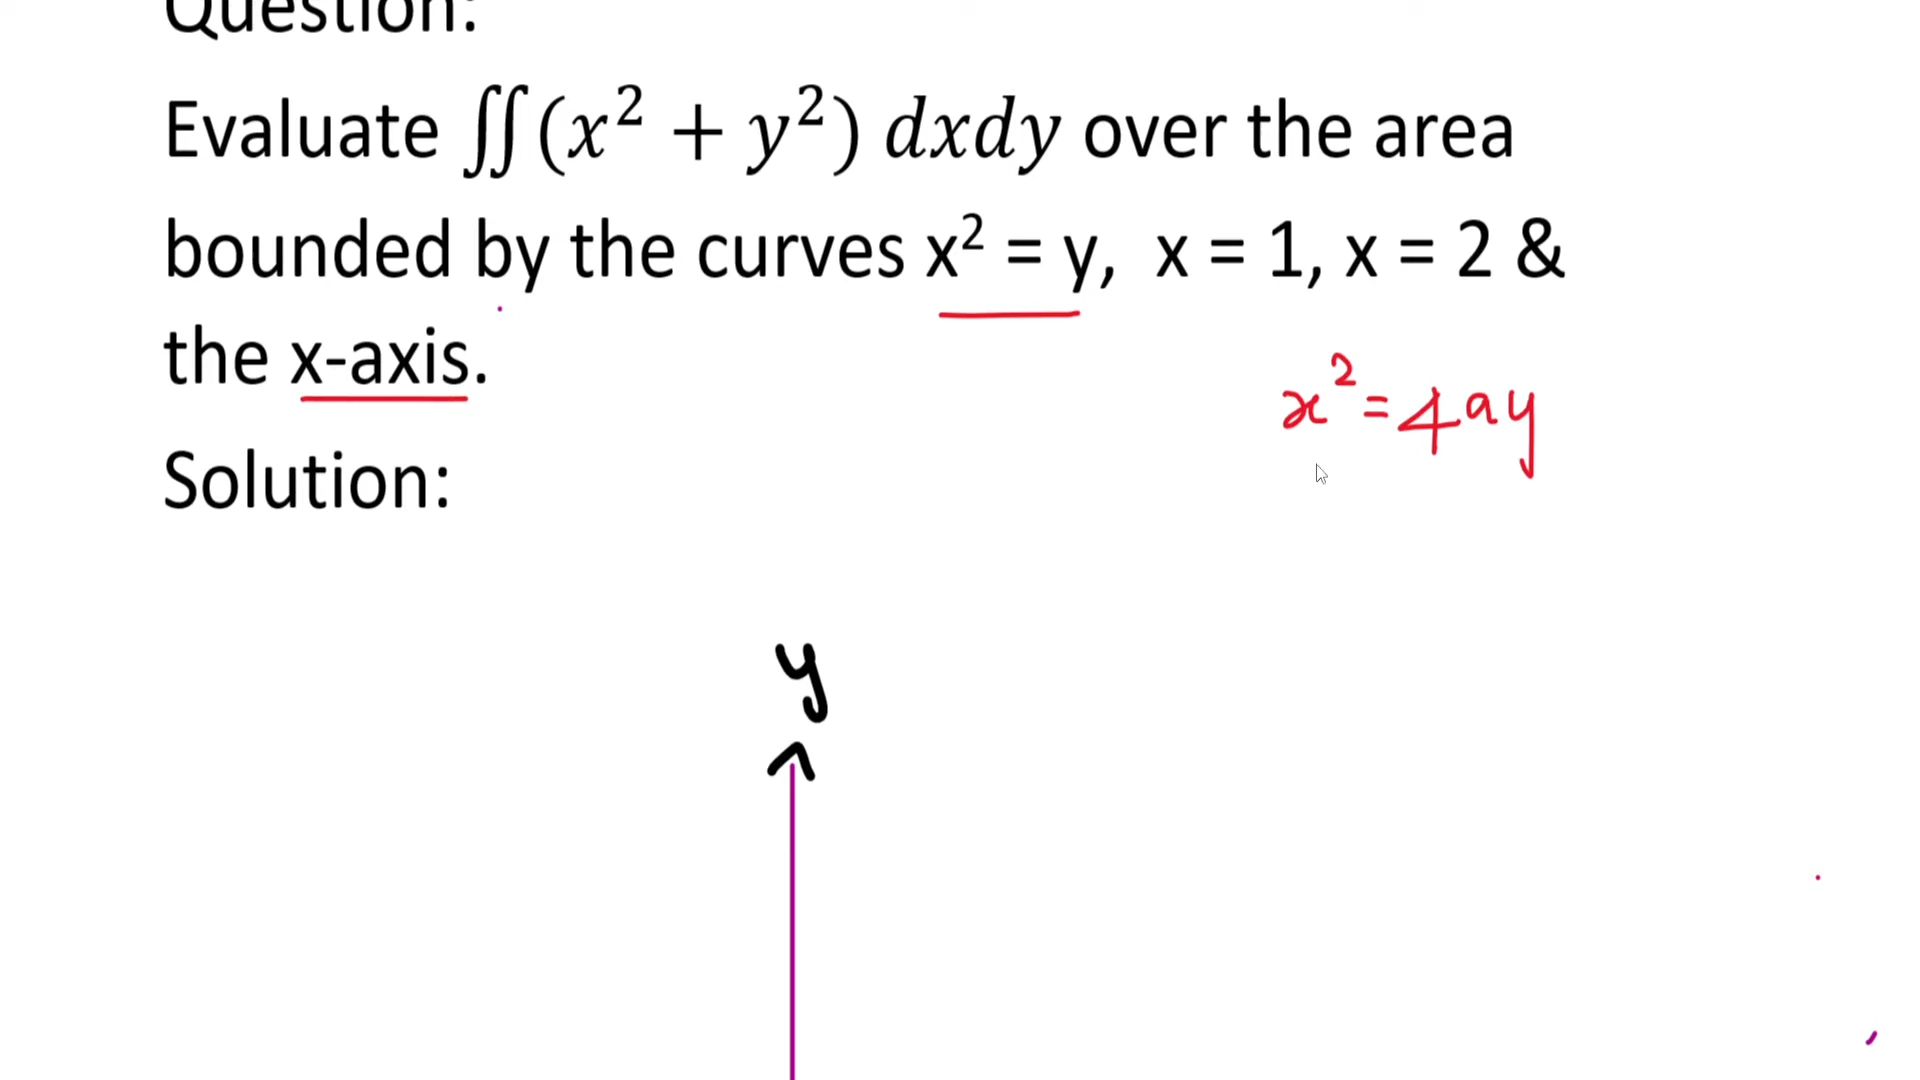 Question:
Evaluate ∬(x² + y²) dxdy over the area
bounded by the curves x² = y, x = 1, x = 2 &
the x-axis.
x² = 4ay
Solution:
y